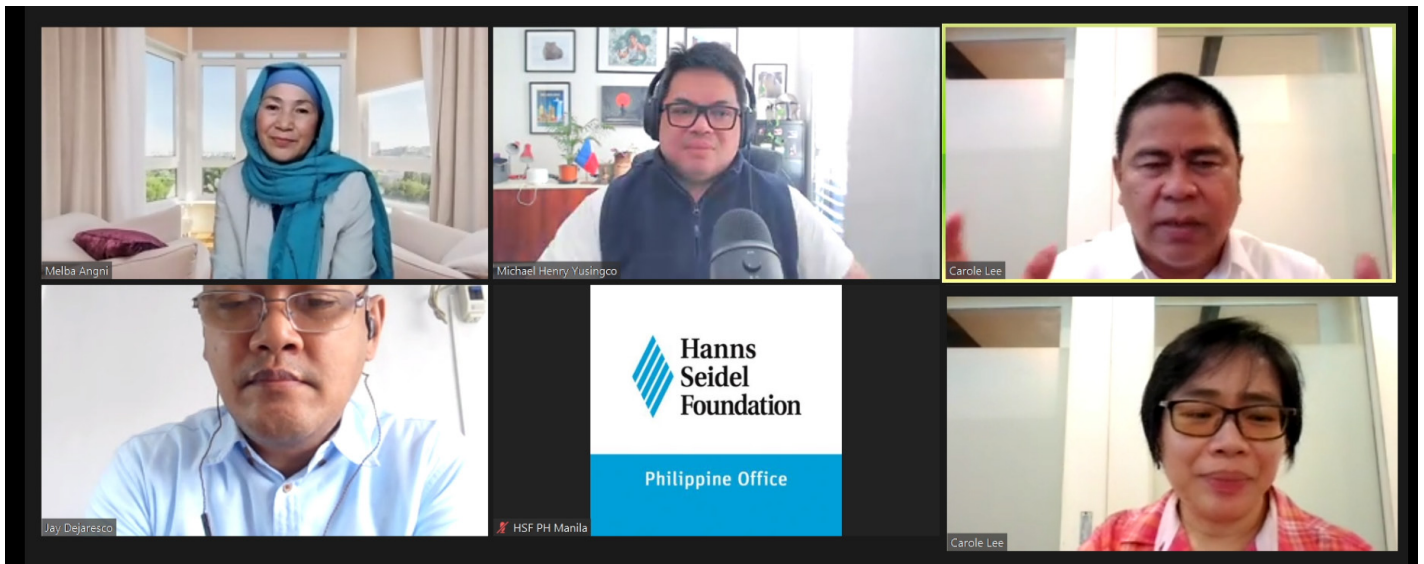 Melba Angni
Michael Henry Yusingco
Carole Lee
Hanns
Seidel
Foundation
Philippine Office
Jay Dejaresco
HSF PH Manila
Carole Lee